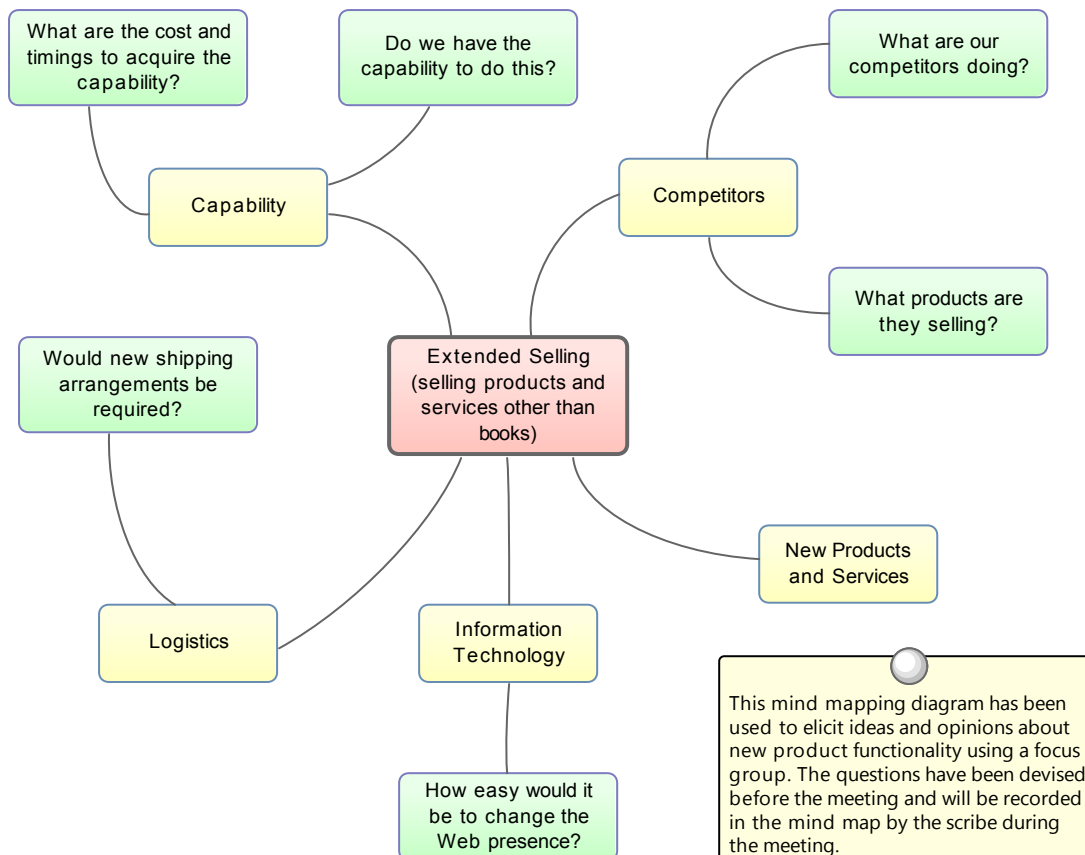 What are the cost and
timings to acquire the
capability?
Do we have the
capability to do this?
What are our
competitors doing?
Capability
Competitors
What products are
they selling?
Would new shipping
arrangements be
required?
Extended Selling
(selling products and
services other than
books)
New Products
and Services
Logistics
Information
Technology
How easy would it
be to change the
Web presence?
This mind mapping diagram has been
used to elicit ideas and opinions about
new product functionality using a focus
group. The questions have been devised
before the meeting and will be recorded
in the mind map by the scribe during
the meeting.